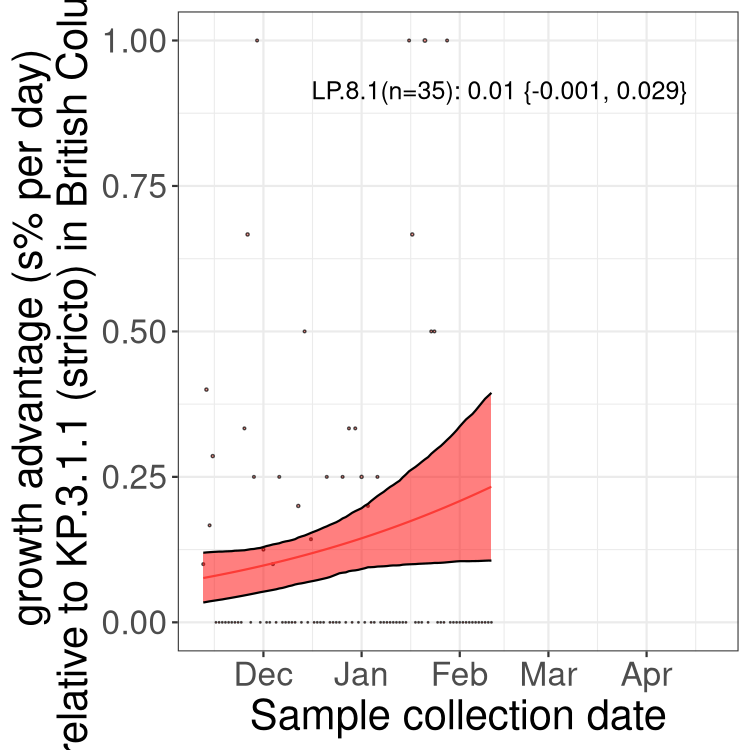 growth advantage (s% per day)
relative to KP.3.1.1 (stricto) in British Colu
1.00
0.75
0.50
0.25
0.00
LP.8.1(n=35): 0.01 {-0.001, 0.029}
Dec Jan Feb Mar Apr
Sample collection date